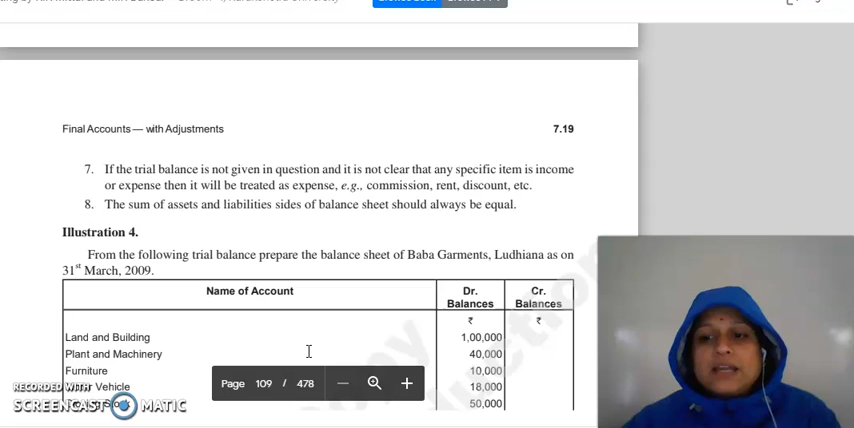 Final Accounts — with Adjustments 7.19
7. If the trial balance is not given in question and it is not clear that any specific item is income
or expense then it will be treated as expense, e.g., commission, rent, discount, etc.
8. The sum of assets and liabilities sides of balance sheet should always be equal.
Illustration 4.
From the following trial balance prepare the balance sheet of Baba Garments, Ludhiana as on
31st March, 2009.
Name of Account Dr. Balances Cr. Balances
₹ ₹
Land and Building 1,00,000
Plant and Machinery 40,000
Furniture 10,000
Vehicle 18,000
50,000
Page 109 / 478
RECORDED WITH
SCREENCAST MATIC